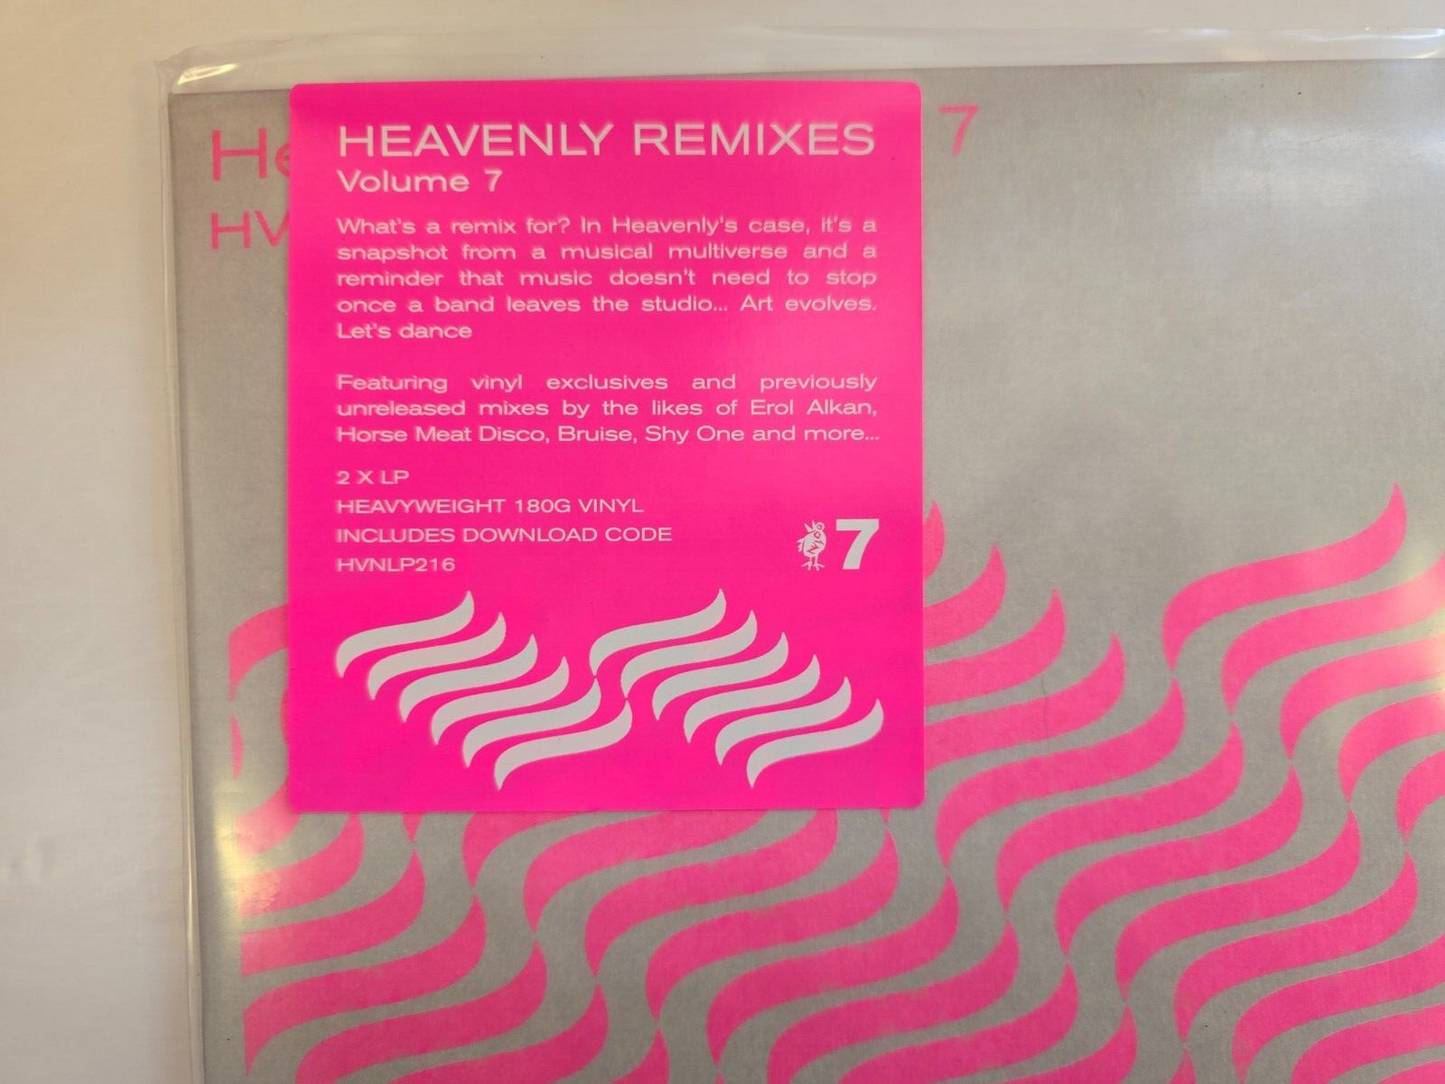 He
HV
7
HEAVENLY REMIXES
Volume 7
What's a remix for? In Heavenly's case, it's a
snapshot from a musical multiverse and a
reminder that music doesn't need to stop
once a band leaves the studio... Art evolves.
Let's dance
Featuring vinyl exclusives and previously
unreleased mixes by the likes of Erol Alkan,
Horse Meat Disco, Bruise, Shy One and more...
2 X LP
HEAVYWEIGHT 180G VINYL
INCLUDES DOWNLOAD CODE
HVNLP216
7